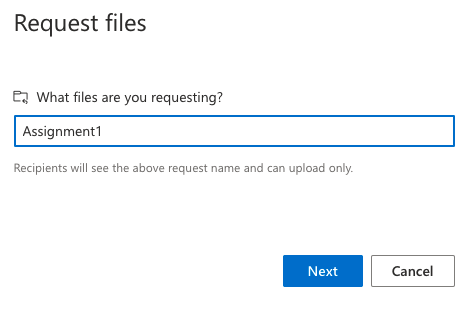 Request files
What files are you requesting?
Assignment1
Recipients will see the above request name and can upload only.
Next
Cancel